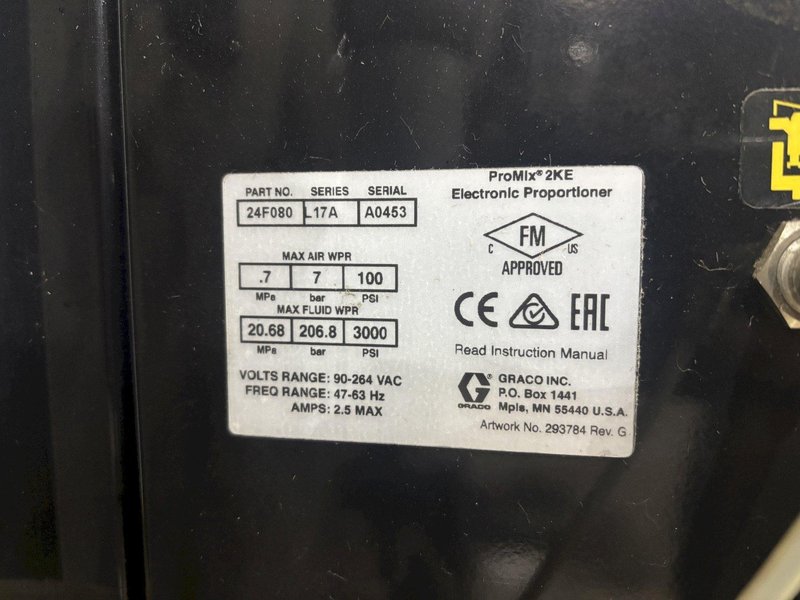 ProMix® 2KE
Electronic Proportioner
PART NO. SERIES SERIAL
24F080 L17A A0453
FM
C US
APPROVED
MAX AIR WPR
.7 7 100
MPa bar PSI
MAX FLUID WPR
20.68 206.8 3000
MPa bar PSI
CE EAC
Read Instruction Manual
VOLTS RANGE: 90-264 VAC
FREQ RANGE: 47-63 Hz
AMPS: 2.5 MAX
G®
GRACO
GRACO INC.
P.O. Box 1441
Mpls, MN 55440 U.S.A.
Artwork No. 293784 Rev. G